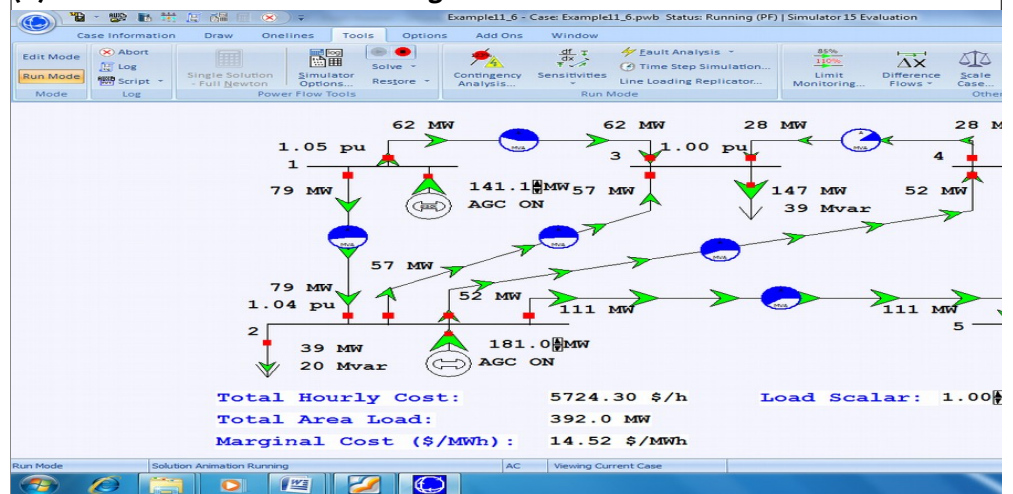 Example11_6 - Case: Example11_6.pwb Status: Running (PF) | Simulator 15 Evaluation
Case Information Draw Onelines Tools Options Add Ons Window
Edit Mode
Run Mode
Mode
Abort
Log
Script
Log
Single Solution
- Full Newton
Simulator
Options...
Solve
Restore
Power Flow Tools
Contingency
Analysis...
Sensitivities
Fault Analysis
Time Step Simulation...
Line Loading Replicator...
Run Mode
Limit
Monitoring...
Difference
Flows
Scale
Case...
Othe
62 MW 62 MW 28 MW 28 M
1.05 pu MVA 3 1.00 pu A 4
1
79 MW 141.1 MW 57 MW 147 MW 52 MW
AGC ON 39 Mvar
MVA MVA MVA
57 MW
79 MW 52 MW
1.04 pu 111 MW MVA 111 MW
2 5
39 MW 181.0 MW
20 Mvar AGC ON
Total Hourly Cost: 5724.30 $/h Load Scalar: 1.00
Total Area Load: 392.0 MW
Marginal Cost ($/MWh): 14.52 $/MWh
Run Mode Solution Animation Running AC Viewing Current Case